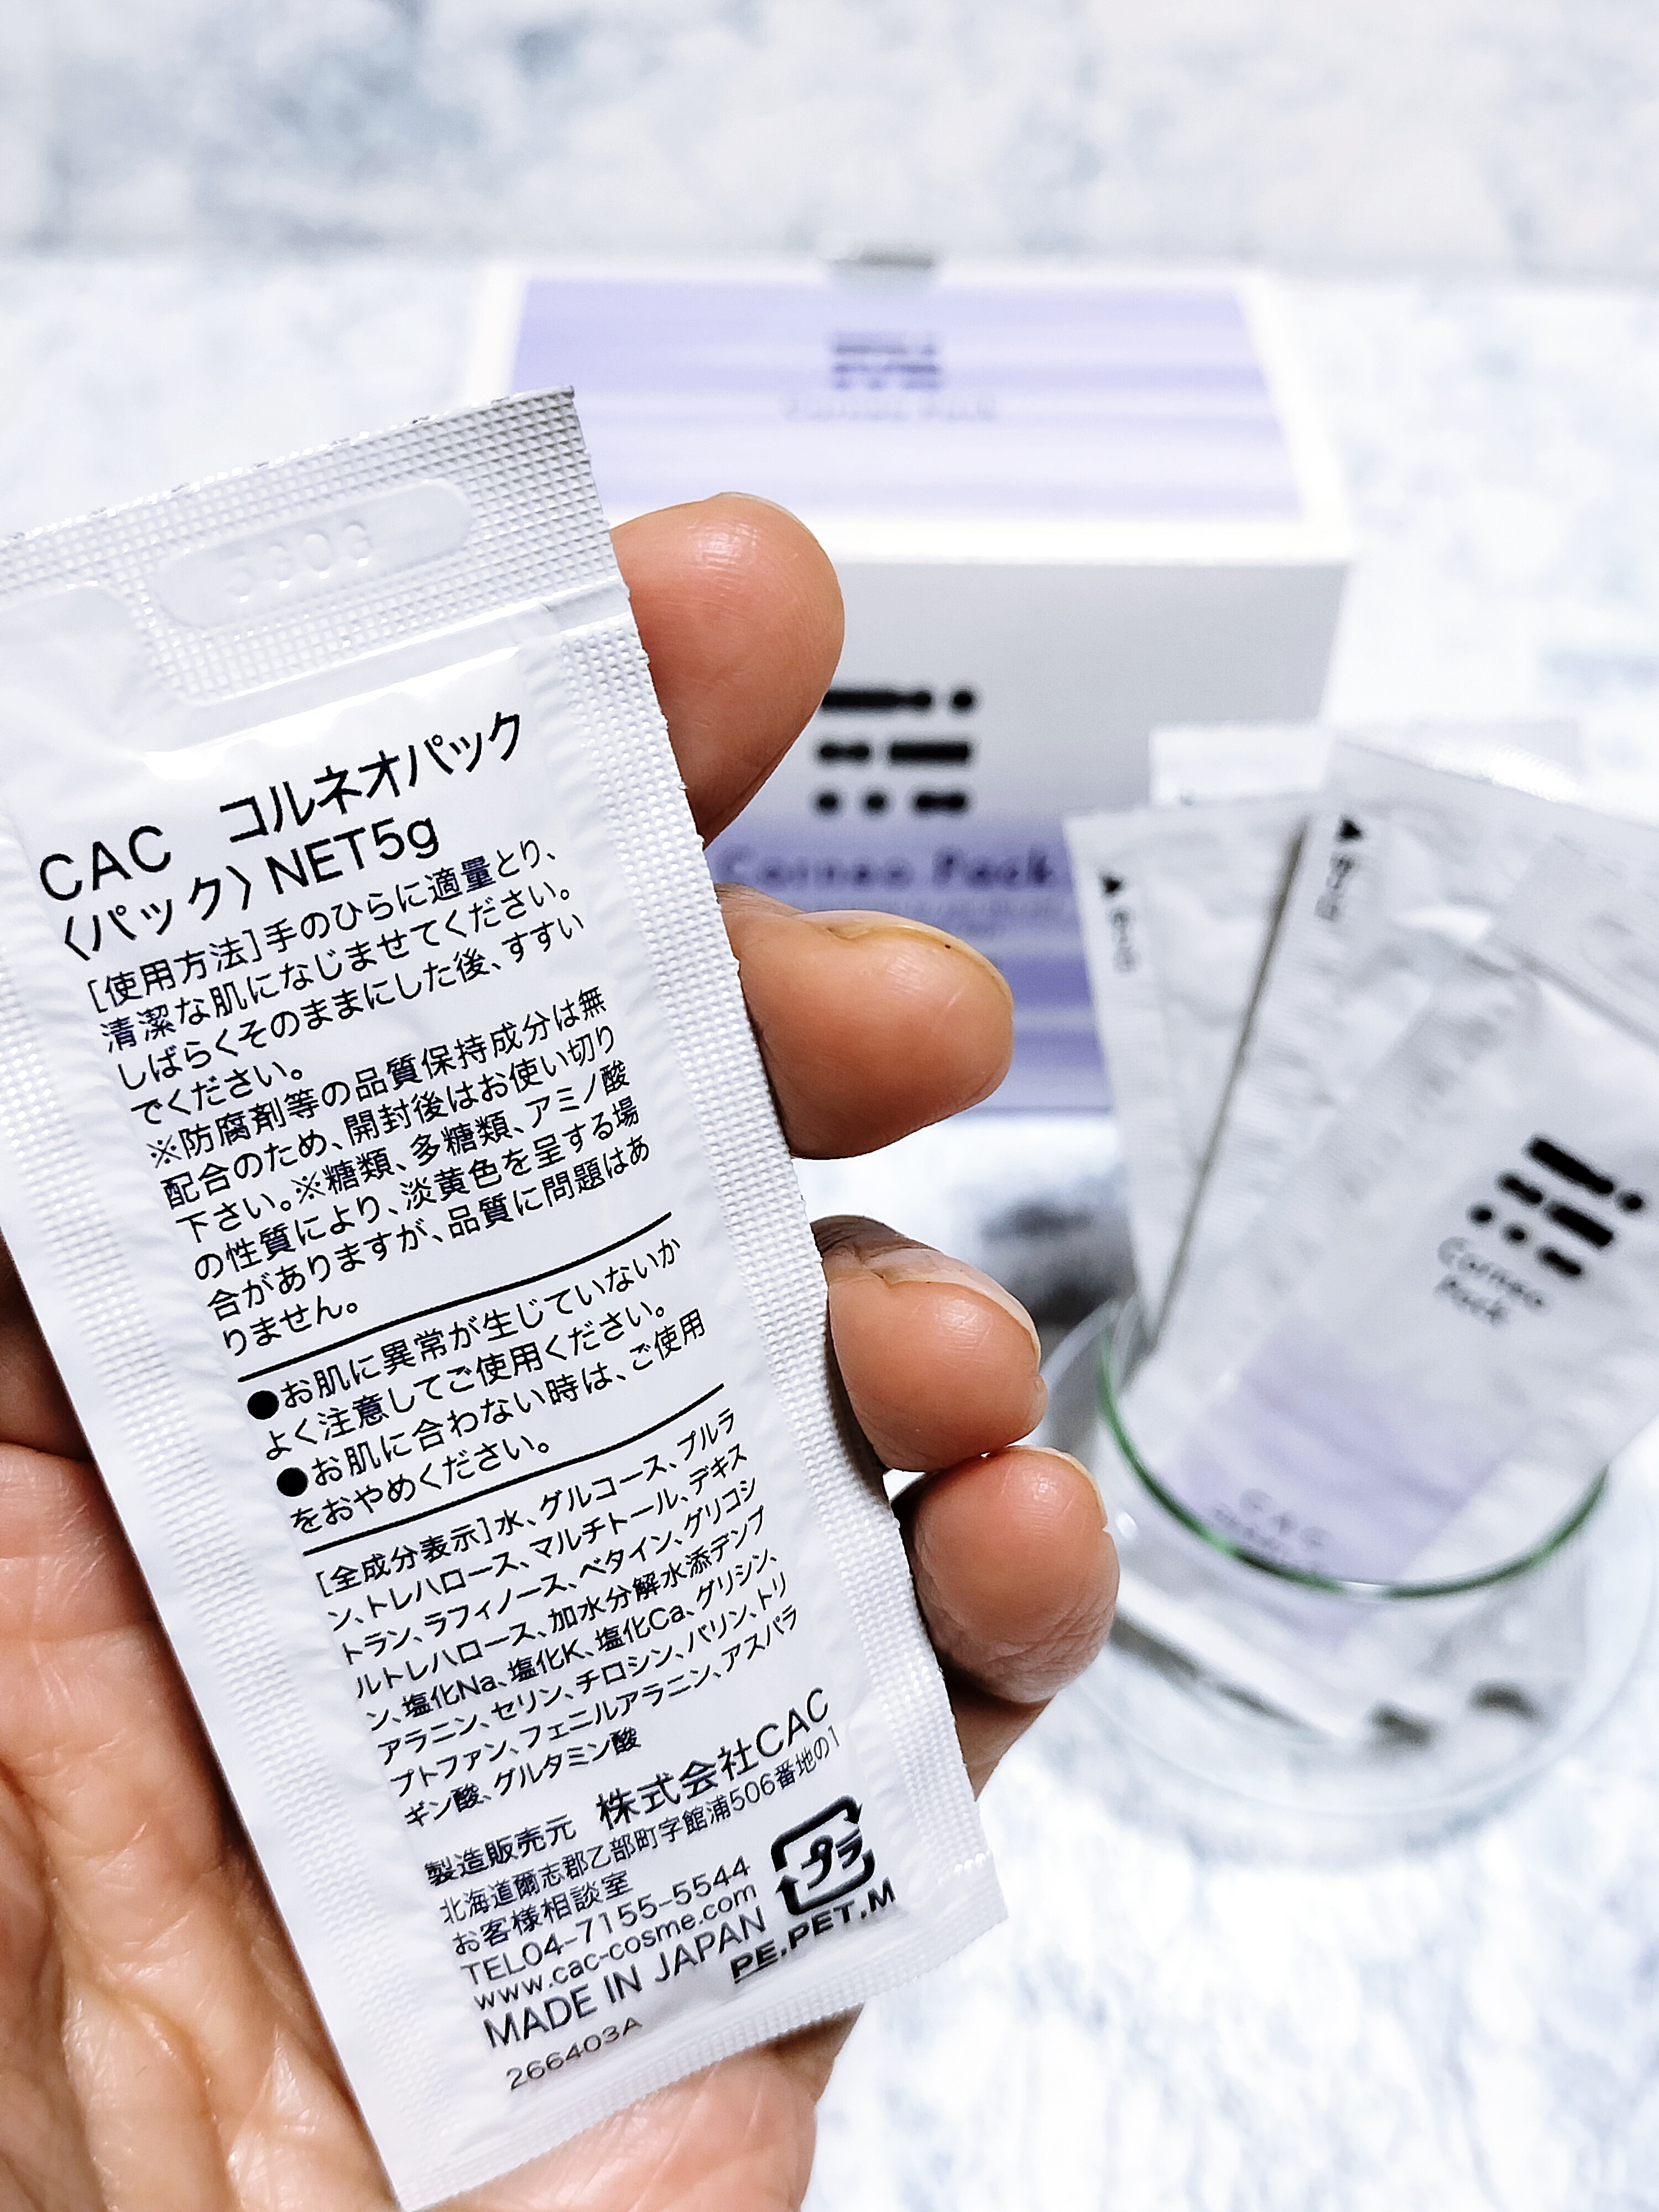 CAC コルネオパック
〈パック〉NET5g
[使用方法]手のひらに適量とり、
清潔な肌になじませてください。
しばらくそのままにした後、すすい
でください。
※防腐剤等の品質保持成分は無
配合のため、開封後はお使い切り
下さい。※糖類、多糖類、アミノ酸
の性質により、淡黄色を呈する場
合がありますが、品質に問題はあ
りません。
●お肌に異常が生じていないか
よく注意してご使用ください。
●お肌に合わない時は、ご使用
をおやめください。
[全成分表示]水、グルコース、プルラ
ン、トレハロース、マルチトール、デキス
トラン、ラフィノース、ベタイン、グリコシ
ルトレハロース、加水分解水添デンプ
ン、塩化Na、塩化K、塩化Ca、グリシン、
アラニン、セリン、チロシン、バリン、トリ
プトファン、フェニルアラニン、アスパラ
ギン酸、グルタミン酸
製造販売元 株式会社CAC
北海道爾志郡乙部町字館浦506番地の1
お客様相談室
TEL04-7155-5544
www.cac-cosme.com
MADE IN JAPAN
プラ
PE,PET,M
266403A
Corneo Pack
Corneo Pack
Corneo
Pack
CAC